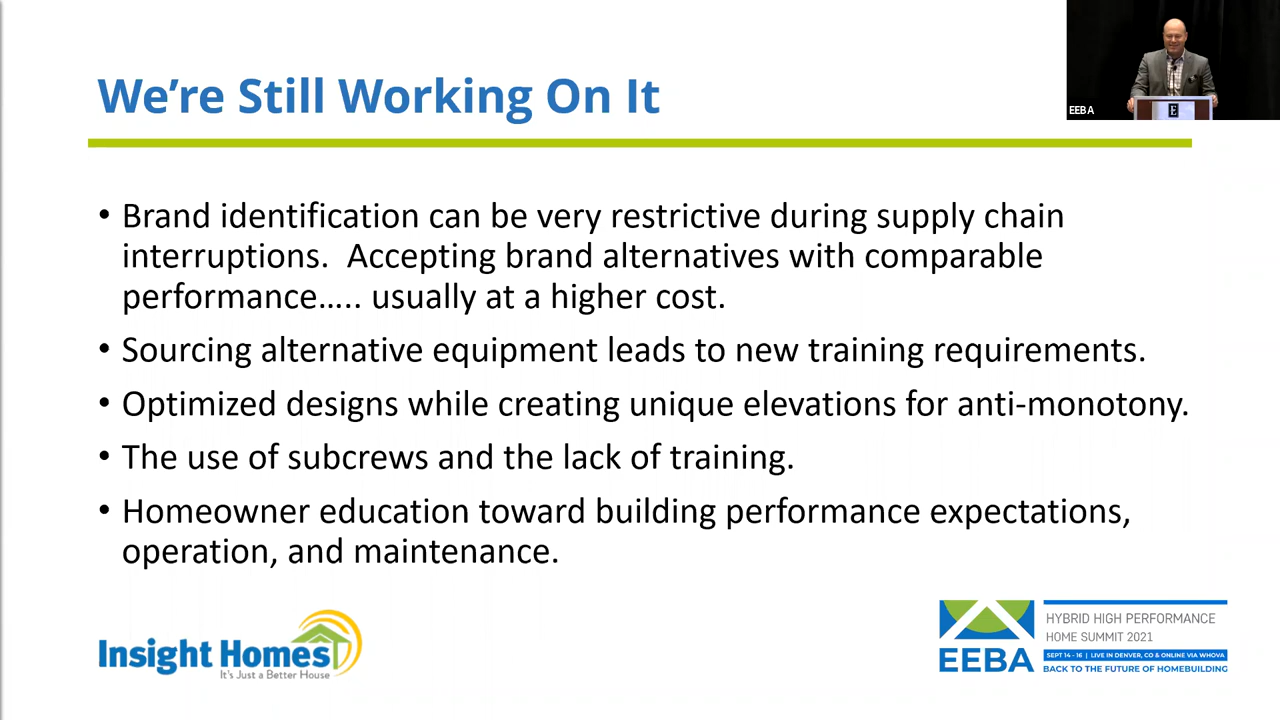 We're Still Working On It
EEBA
E
• Brand identification can be very restrictive during supply chain
interruptions.  Accepting brand alternatives with comparable
performance….. usually at a higher cost.
• Sourcing alternative equipment leads to new training requirements.
• Optimized designs while creating unique elevations for anti-monotony.
• The use of subcrews and the lack of training.
• Homeowner education toward building performance expectations,
operation, and maintenance.
Insight Homes
It's Just a Better House
EEBA
HYBRID HIGH PERFORMANCE
HOME SUMMIT 2021
SEPT 14 - 16 | LIVE IN DENVER, CO & ONLINE VIA WHOVA
BACK TO THE FUTURE OF HOMEBUILDING